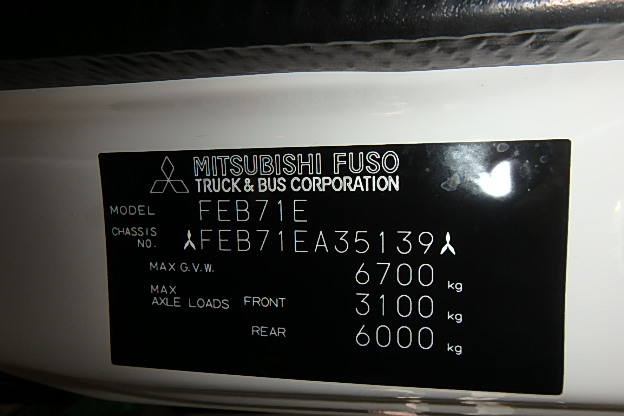 MITSUBISHI FUSO
TRUCK & BUS CORPORATION
MODEL FEB71E
CHASSIS NO. FEB71EA35139
MAX G.V.W. 6700 kg
MAX AXLE LOADS FRONT 3100 kg
REAR 6000 kg